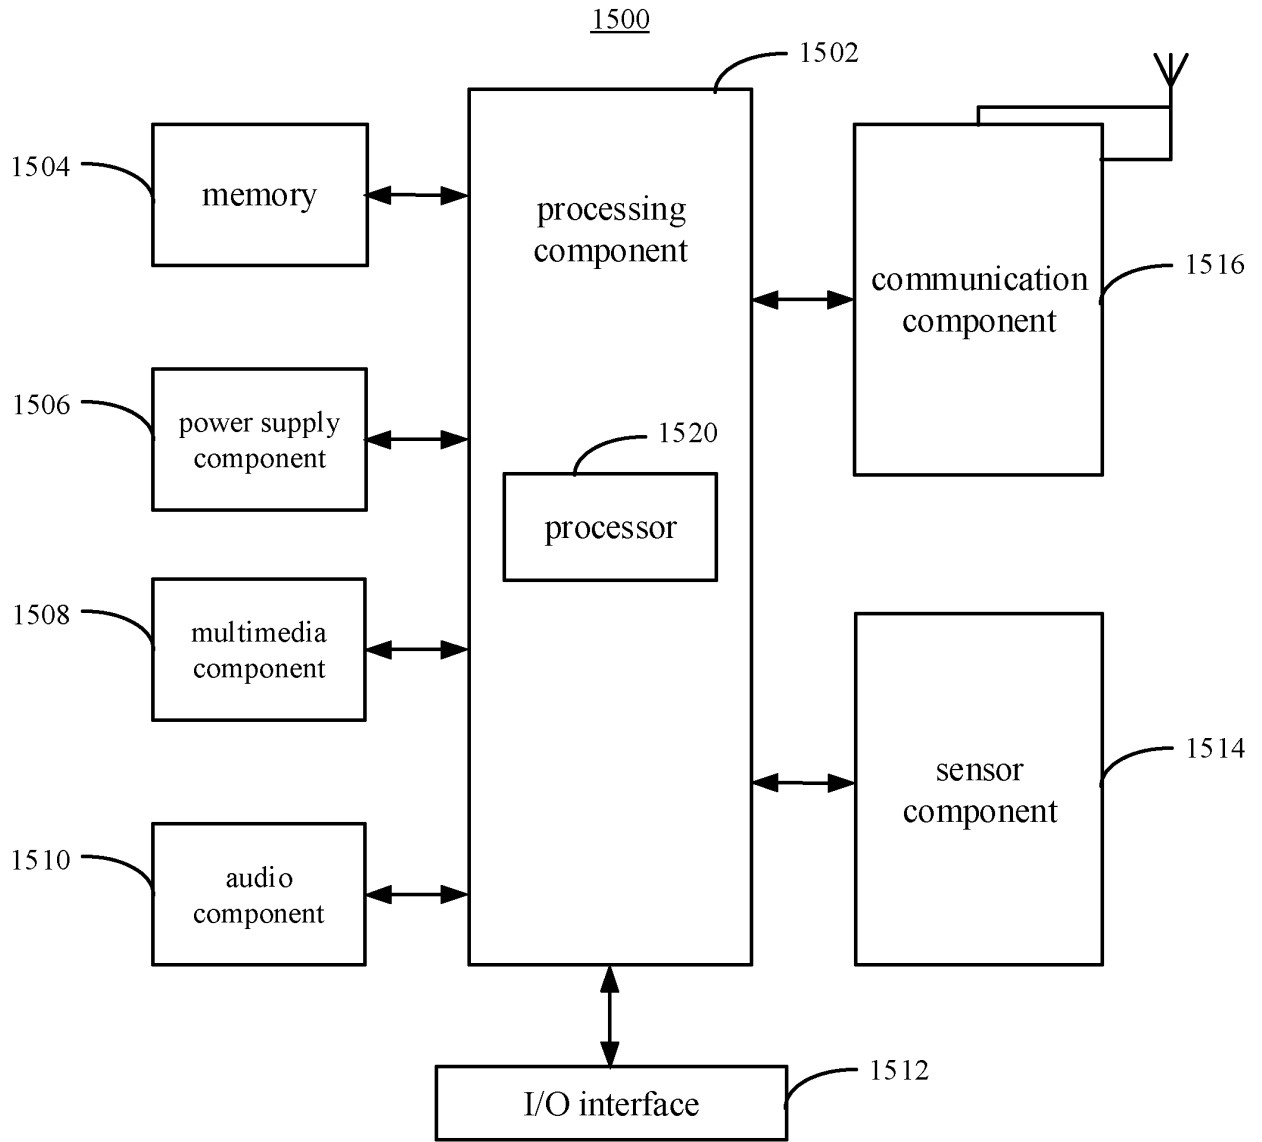 1500
1502
1504
memory
processing
component
communication
component
1516
1506
power supply
component
1520
processor
1508
multimedia
component
sensor
component
1514
1510
audio
component
I/O interface
1512